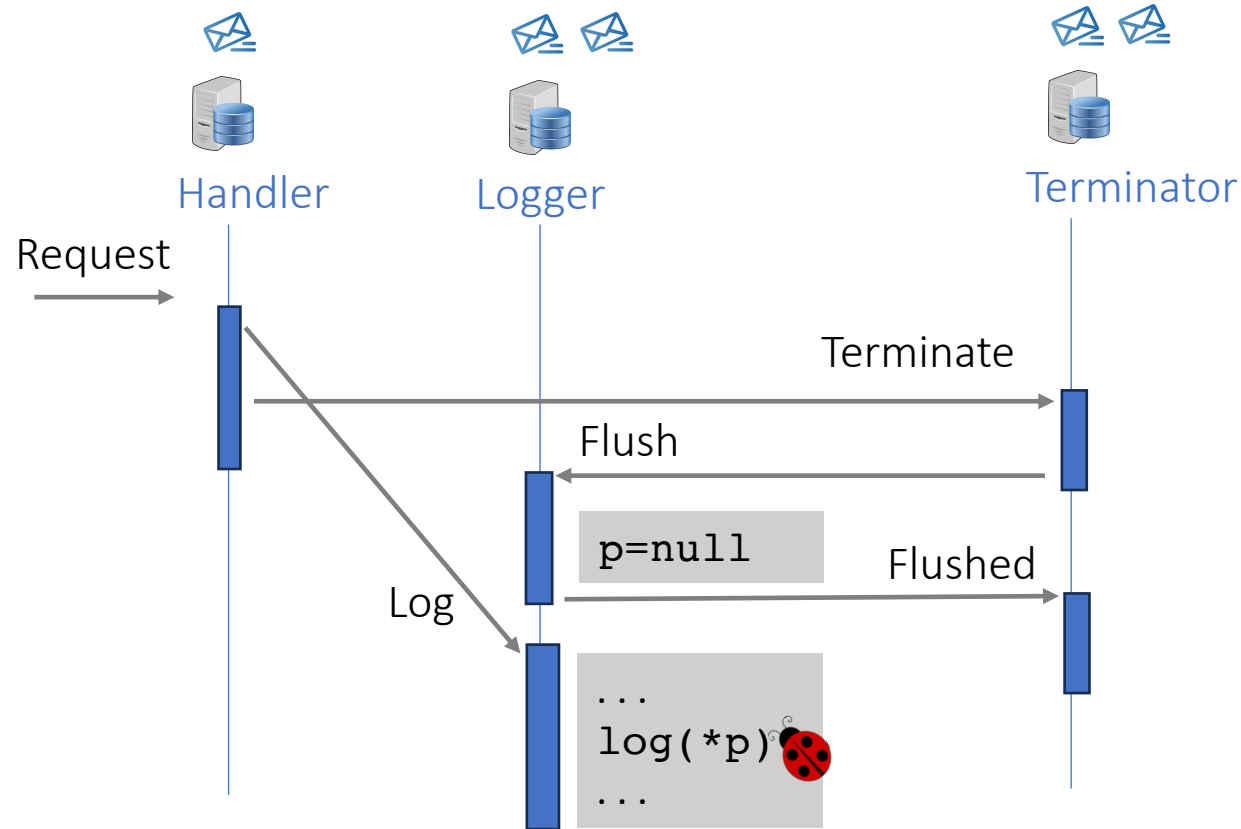 Handler
Logger
Terminator
Request
Terminate
Flush
p=null
Flushed
Log
...
log(*p)
...